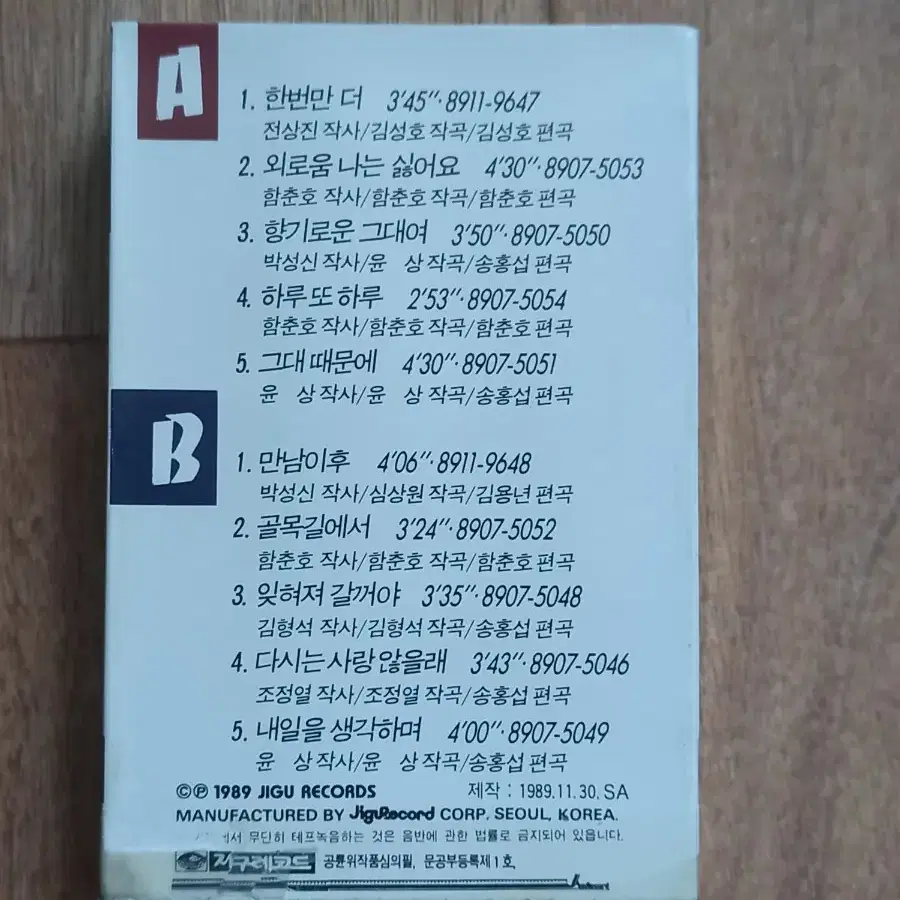 A
1. 한번만 더 3'45"·8911-9647
전상진 작사/김성호 작곡/김성호 편곡
2. 외로움 나는 싫어요 4'30"·8907-5053
함춘호 작사/함춘호 작곡/함춘호 편곡
3. 향기로운 그대여 3'50"·8907-5050
박성신 작사/윤 상 작곡/송홍섭 편곡
4. 하루 또 하루 2'53"·8907-5054
함춘호 작사/함춘호 작곡/함춘호 편곡
5. 그대 때문에 4'30"·8907-5051
윤 상 작사/윤 상 작곡/송홍섭 편곡
B
1. 만남이후 4'06"·8911-9648
박성신 작사/심상원 작곡/김용년 편곡
2. 골목길에서 3'24"·8907-5052
함춘호 작사/함춘호 작곡/함춘호 편곡
3. 잊혀져 갈꺼야 3'35"·8907-5048
김형석 작사/김형석 작곡/송홍섭 편곡
4. 다시는 사랑 않을래 3'43"·8907-5046
조정열 작사/조정열 작곡/송홍섭 편곡
5. 내일을 생각하며 4'00"·8907-5049
윤 상 작사/윤 상 작곡/송홍섭 편곡
©℗ 1989 JIGU RECORDS 제작 : 1989.11.30. SA
MANUFACTURED BY JiguRecord CORP. SEOUL, KOREA.
무단히 테프녹음하는 것은 음반에 관한 법률로 금지되어 있읍니다.
지구레코드 공륜위작품심의필, 문공부등록제1호.